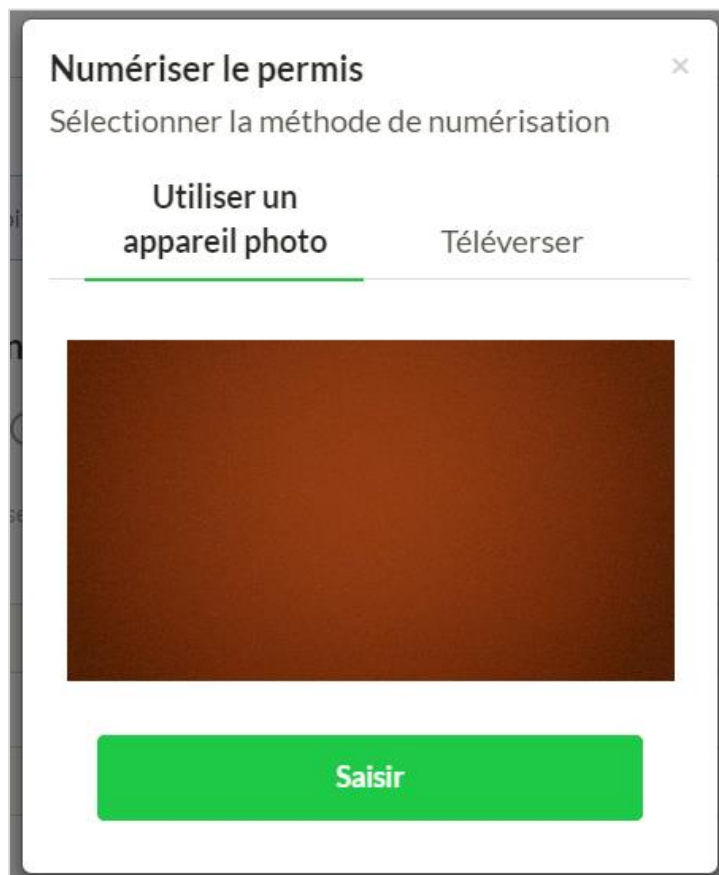 Numériser le permis
×
Sélectionner la méthode de numérisation
Utiliser un
appareil photo
Téléverser
Saisir